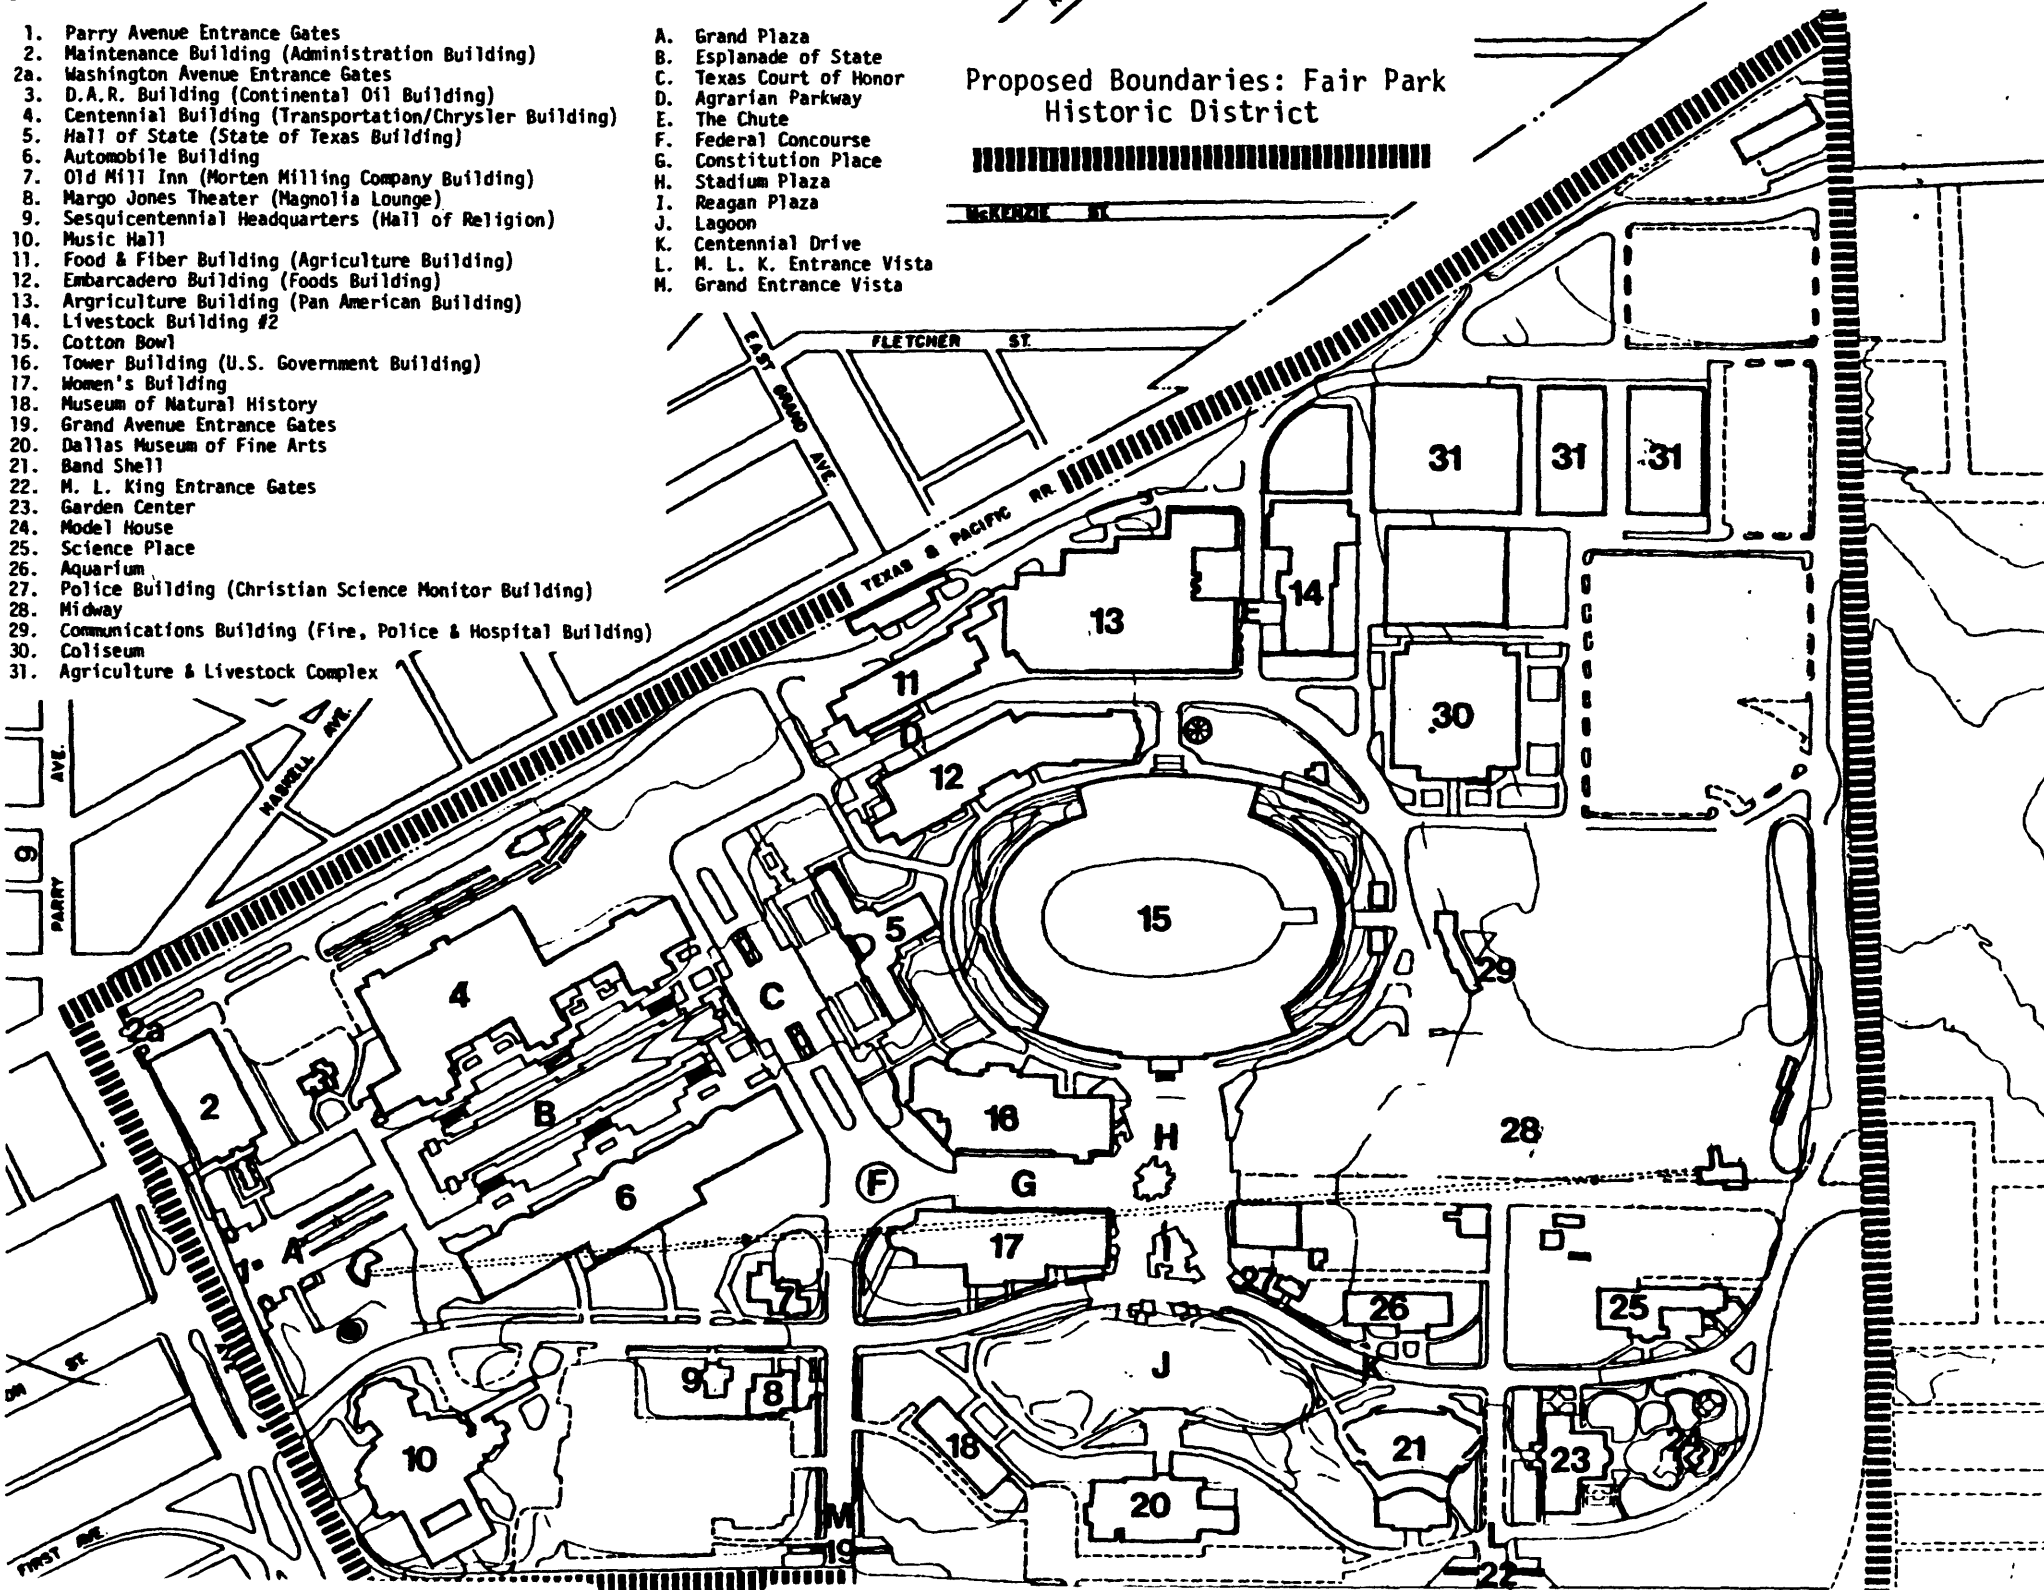 1. Parry Avenue Entrance Gates
2. Maintenance Building (Administration Building)
2a. Washington Avenue Entrance Gates
3. D.A.R. Building (Continental Oil Building)
4. Centennial Building (Transportation/Chrysler Building)
5. Hall of State (State of Texas Building)
6. Automobile Building
7. Old Mill Inn (Morten Milling Company Building)
8. Margo Jones Theater (Magnolia Lounge)
9. Sesquicentennial Headquarters (Hall of Religion)
10. Music Hall
11. Food & Fiber Building (Agriculture Building)
12. Embarcadero Building (Foods Building)
13. Argriculture Building (Pan American Building)
14. Livestock Building #2
15. Cotton Bowl
16. Tower Building (U.S. Government Building)
17. Women's Building
18. Museum of Natural History
19. Grand Avenue Entrance Gates
20. Dallas Museum of Fine Arts
21. Band Shell
22. M. L. King Entrance Gates
23. Garden Center
24. Model House
25. Science Place
26. Aquarium
27. Police Building (Christian Science Monitor Building)
28. Midway
29. Communications Building (Fire, Police & Hospital Building)
30. Coliseum
31. Agriculture & Livestock Complex
A. Grand Plaza
B. Esplanade of State
C. Texas Court of Honor
D. Agrarian Parkway
E. The Chute
F. Federal Concourse
G. Constitution Place
H. Stadium Plaza
I. Reagan Plaza
J. Lagoon
K. Centennial Drive
L. M. L. K. Entrance Vista
M. Grand Entrance Vista
Proposed Boundaries: Fair Park
Historic District
McKENZIE ST.
FLETCHER ST.
EAST GRAND AVE.
TEXAS & PACIFIC RR.
HASKELL AVE.
PARRY AVE.
31 31 31
13
14
11
30
D
12
9
5
15
4
C
29
2a
3
2
B
16
H
28
6
F
G
A
1
17
I
7
27
26
25
ST.
AVE
9
8
J
K
10
18
21
23
24
20
M
19
22
FIRST AVE.